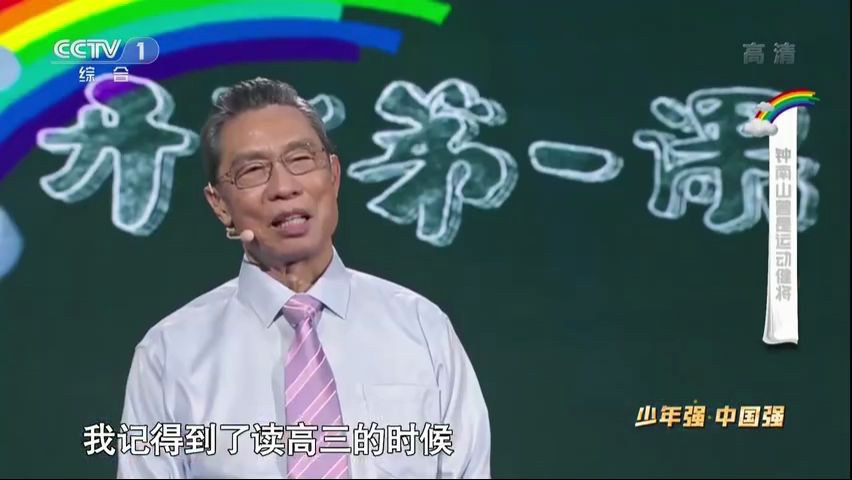 CCTV 1
综合
高清
开学第一课
钟南山曾是运动健将
少年强·中国强
我记得到了读高三的时候